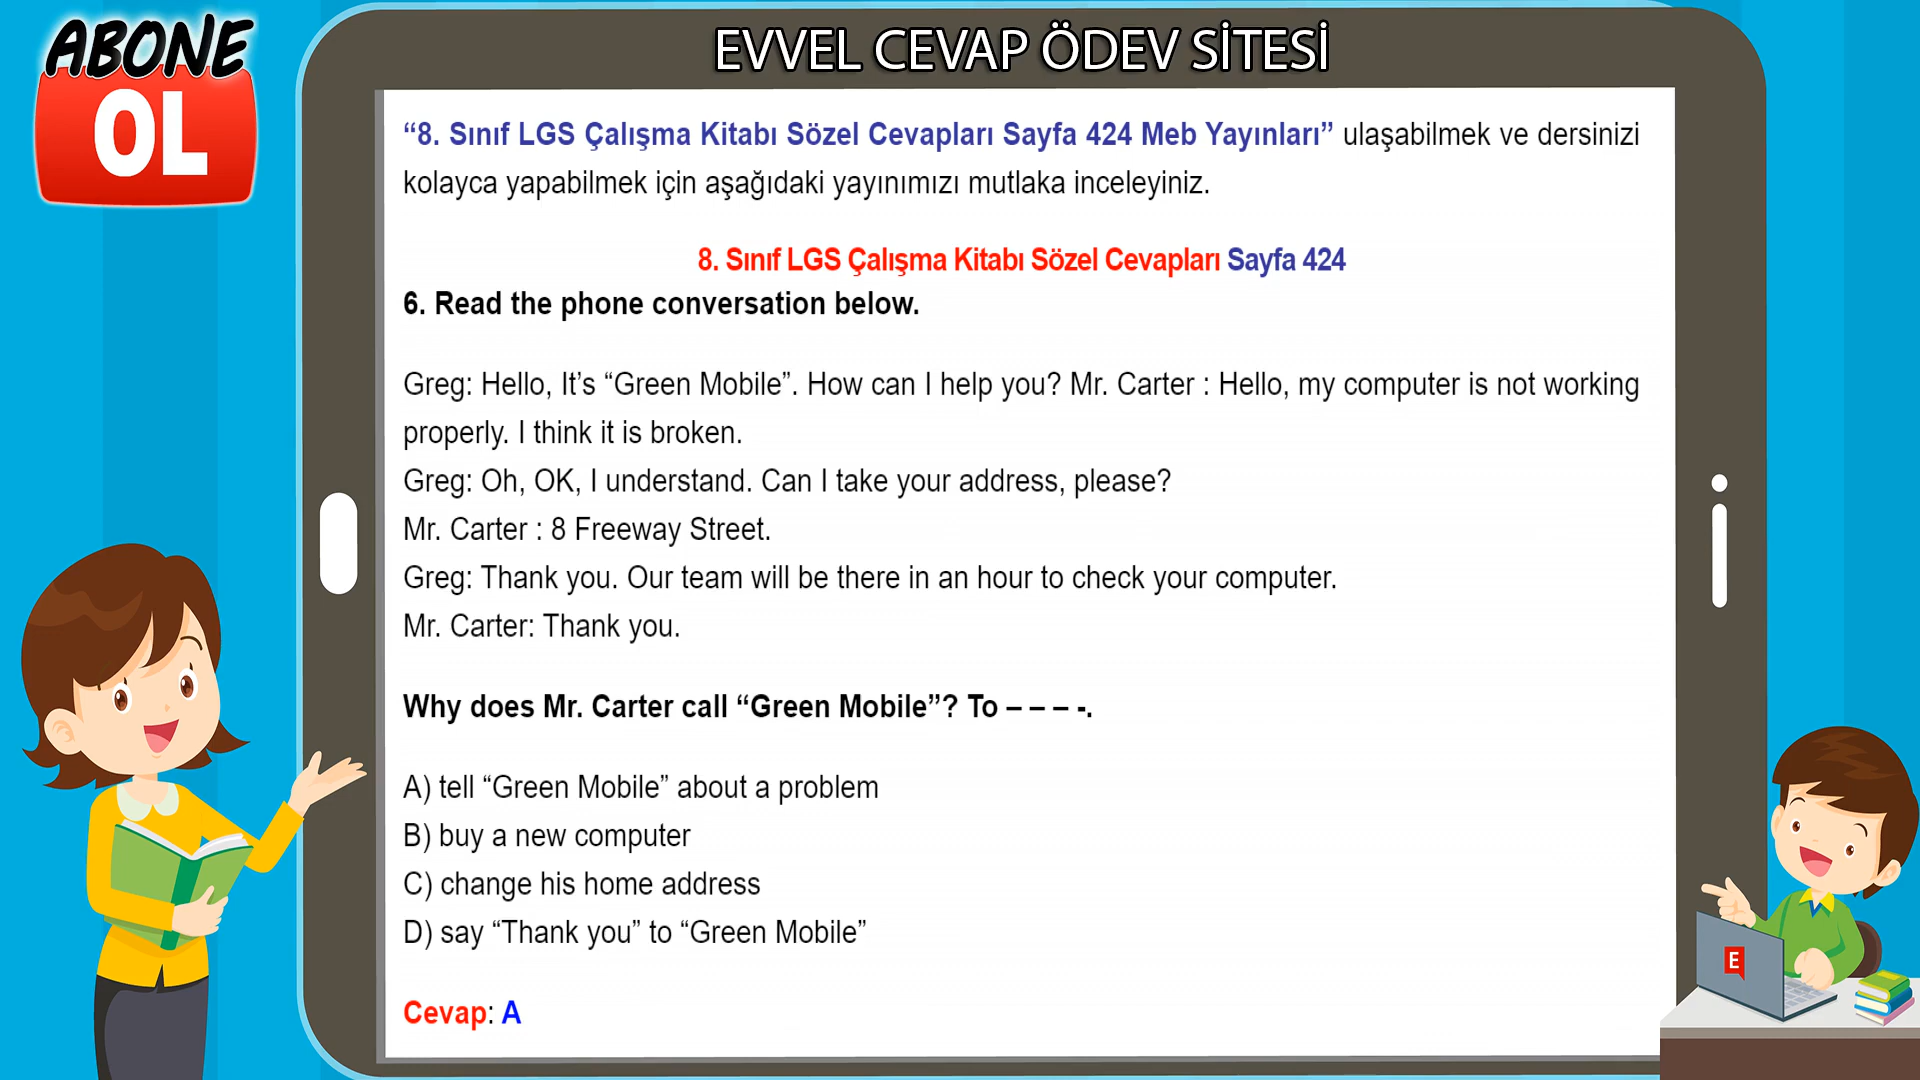 ABONE
OL
EVVEL CEVAP ÖDEV SİTESİ
“8. Sınıf LGS Çalışma Kitabı Sözel Cevapları Sayfa 424 Meb Yayınları” ulaşabilmek ve dersinizi
kolayca yapabilmek için aşağıdaki yayınımızı mutlaka inceleyiniz.
8. Sınıf LGS Çalışma Kitabı Sözel Cevapları Sayfa 424
6. Read the phone conversation below.
Greg: Hello, It’s “Green Mobile”. How can I help you? Mr. Carter : Hello, my computer is not working
properly. I think it is broken.
Greg: Oh, OK, I understand. Can I take your address, please?
Mr. Carter : 8 Freeway Street.
Greg: Thank you. Our team will be there in an hour to check your computer.
Mr. Carter: Thank you.
Why does Mr. Carter call “Green Mobile”? To – – – -.
A) tell “Green Mobile” about a problem
B) buy a new computer
C) change his home address
D) say “Thank you” to “Green Mobile”
Cevap: A
E